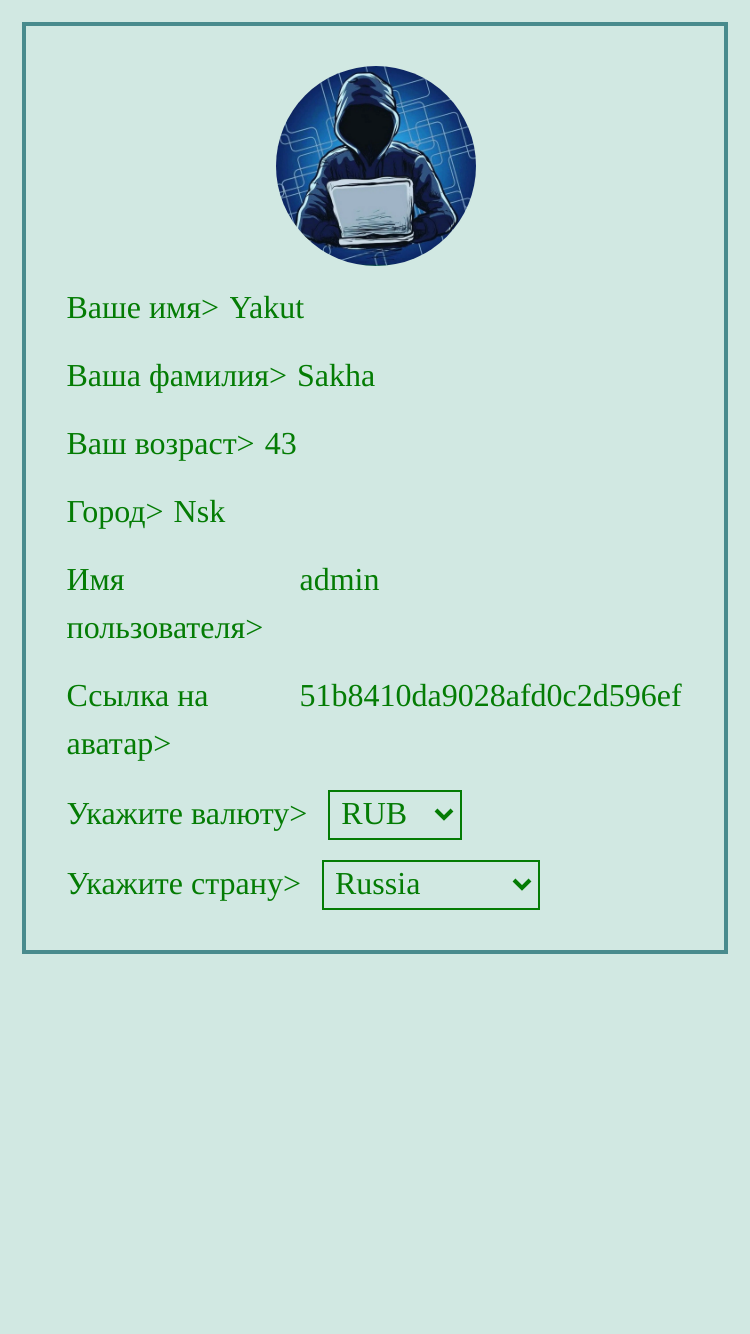 Ваше имя> Yakut
Ваша фамилия> Sakha
Ваш возраст> 43
Город> Nsk
Имя пользователя> admin
Ссылка на аватар> 51b8410da9028afd0c2d596ef
Укажите валюту> RUB
Укажите страну> Russia